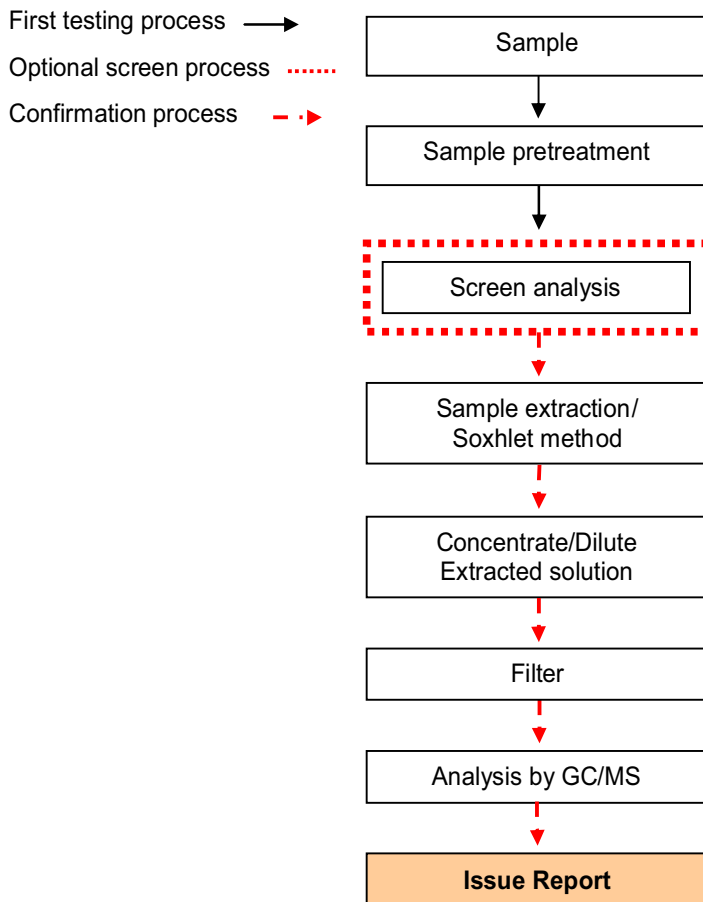 First testing process
Optional screen process
Confirmation process
Sample
Sample pretreatment
Screen analysis
Sample extraction/
Soxhlet method
Concentrate/Dilute
Extracted solution
Filter
Analysis by GC/MS
Issue Report